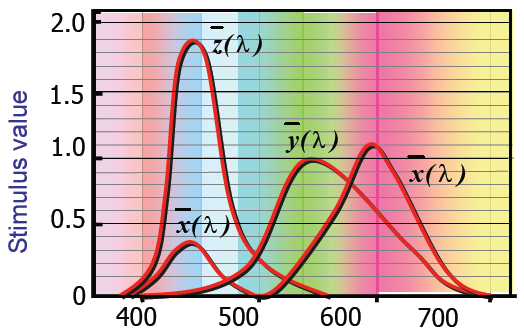 2.0
z̅(λ)
1.5
Stimulus value
1.0
y̅(λ)
x̅(λ)
0.5
x̅(λ)
0
400 500 600 700